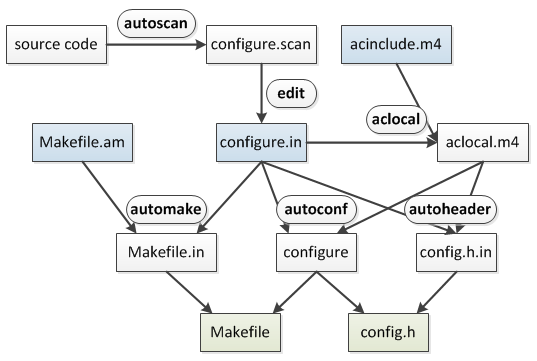 autoscan
source code
configure.scan
acinclude.m4
edit
aclocal
Makefile.am
configure.in
aclocal.m4
automake
autoconf
autoheader
Makefile.in
configure
config.h.in
Makefile
config.h